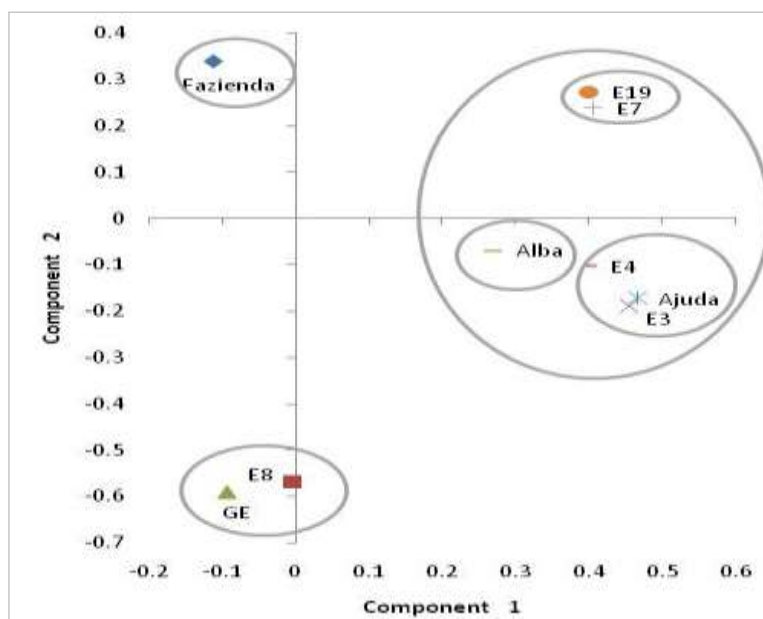 0.4
0.3
0.2
0.1
0
-0.1
-0.2
-0.3
-0.4
-0.5
-0.6
-0.7
-0.2 -0.1 0 0.1 0.2 0.3 0.4 0.5 0.6
Component 2
Component 1
Fazienda
E19
E7
Alba
E4
Ajuda
E3
E8
GE